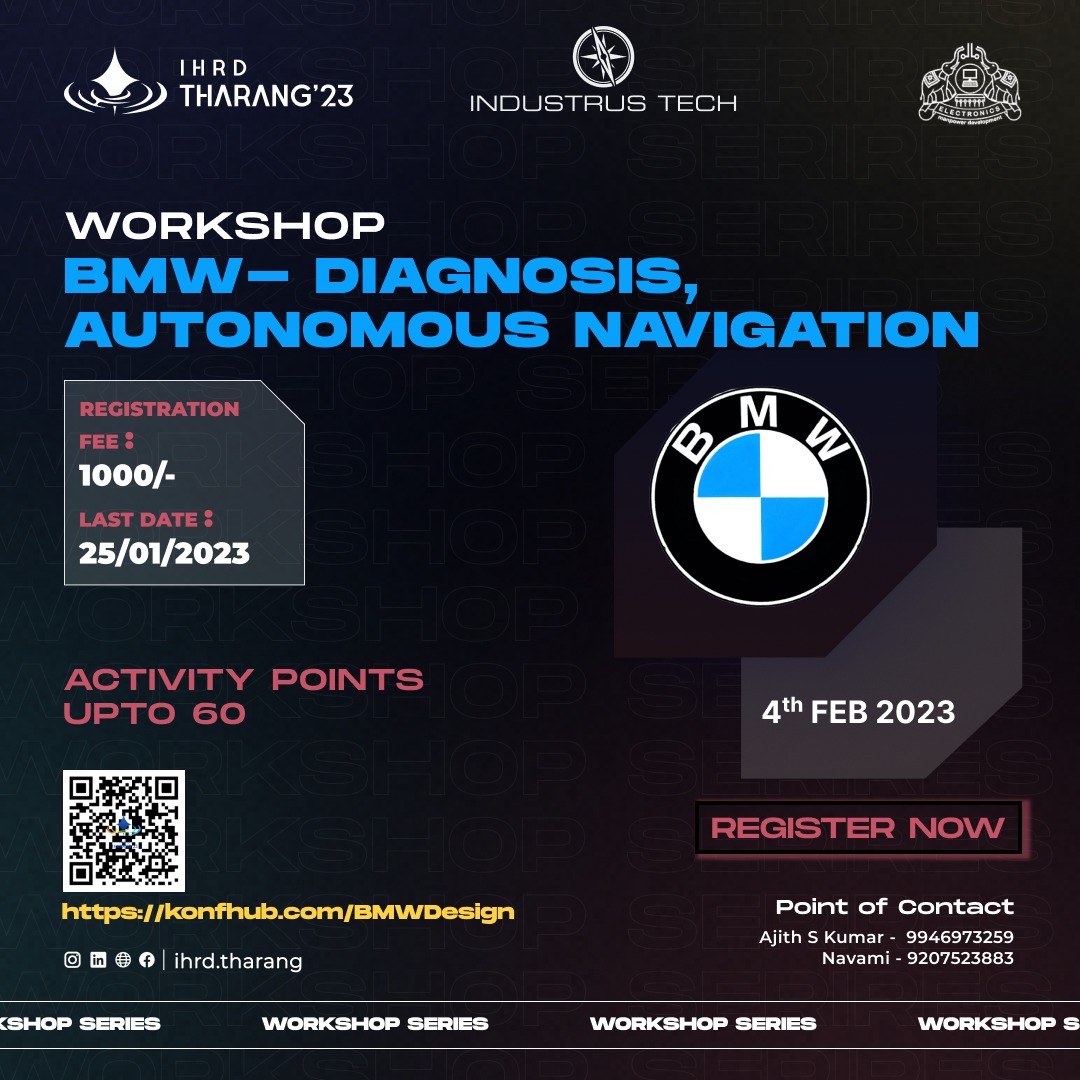 IHRD
THARANG'23
INDUSTRUS TECH
ELECTRONICS
manpower development
WORKSHOP
BMW- DIAGNOSIS,
AUTONOMOUS NAVIGATION
REGISTRATION
FEE :
1000/-
LAST DATE :
25/01/2023
BMW
4th FEB 2023
ACTIVITY POINTS
UPTO 60
REGISTER NOW
https://konfhub.com/BMWDesign
ihrd.tharang
Point of Contact
Ajith S Kumar - 9946973259
Navami - 9207523883
KSHOP SERIES WORKSHOP SERIES WORKSHOP SERIES WORKSHOP S